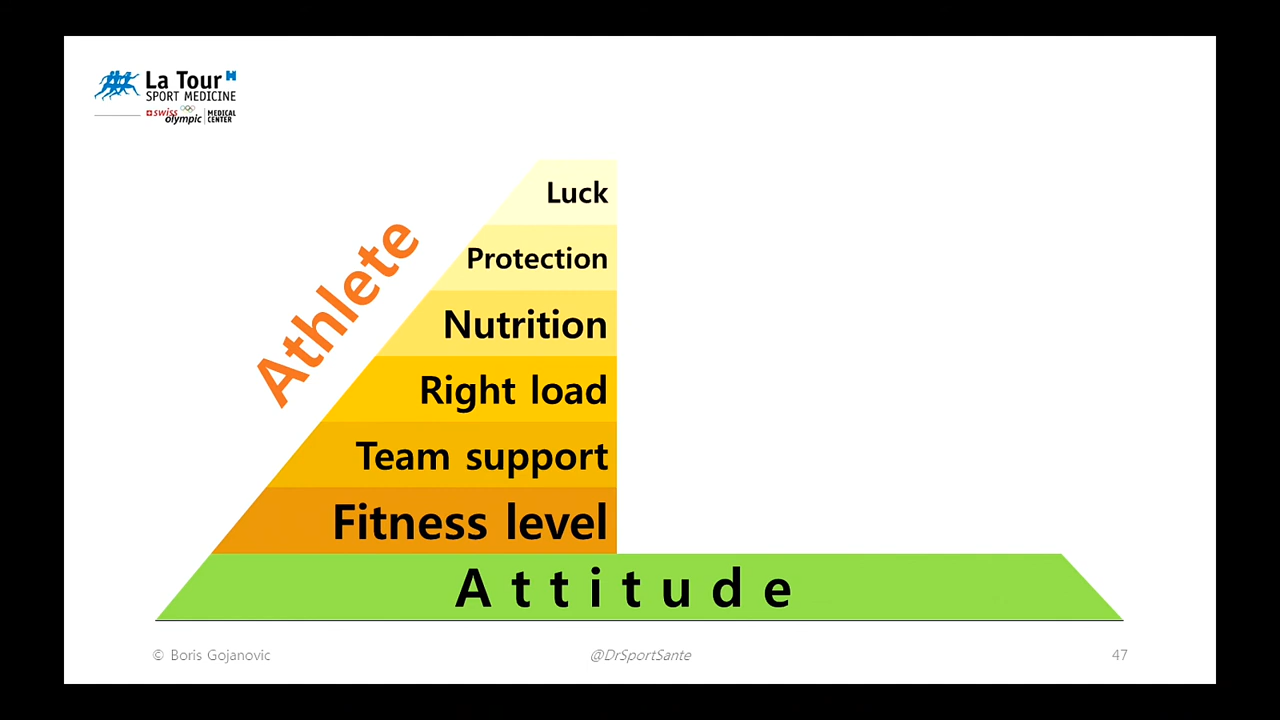 La Tour H
SPORT MEDICINE
swiss olympic | MEDICAL CENTER
Athlete
Luck
Protection
Nutrition
Right load
Team support
Fitness level
Attitude
© Boris Gojanovic
@DrSportSante
47